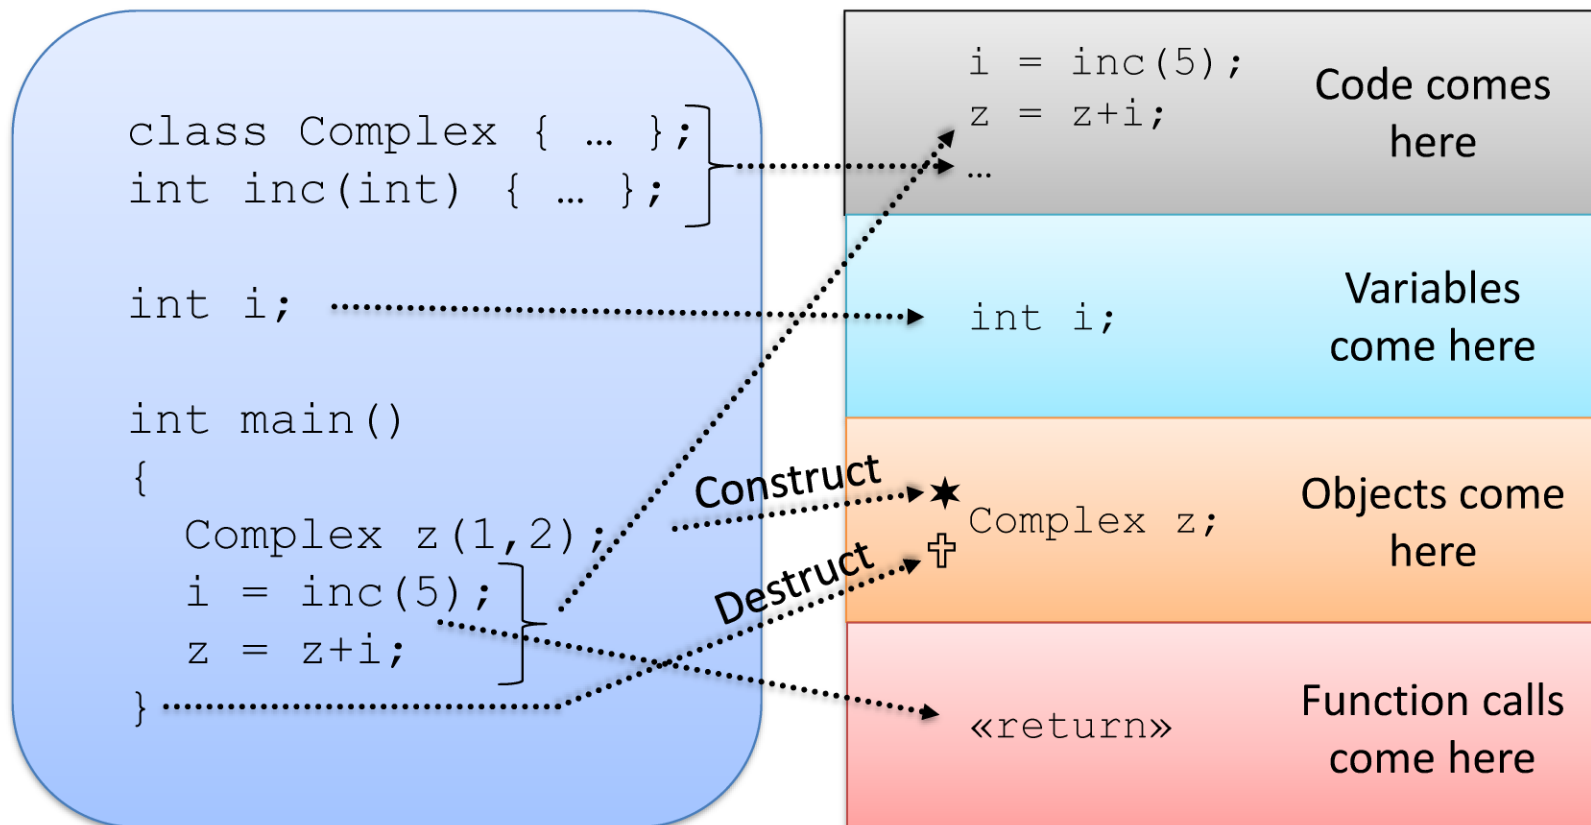 class Complex { … };
int inc(int) { … };
int i;
int main()
{
Complex z(1,2);
i = inc(5);
z = z+i;
}
Construct
Destruct
i = inc(5);
z = z+i;
…
Code comes
here
int i;
Variables
come here
Complex z;
Objects come
here
«return»
Function calls
come here